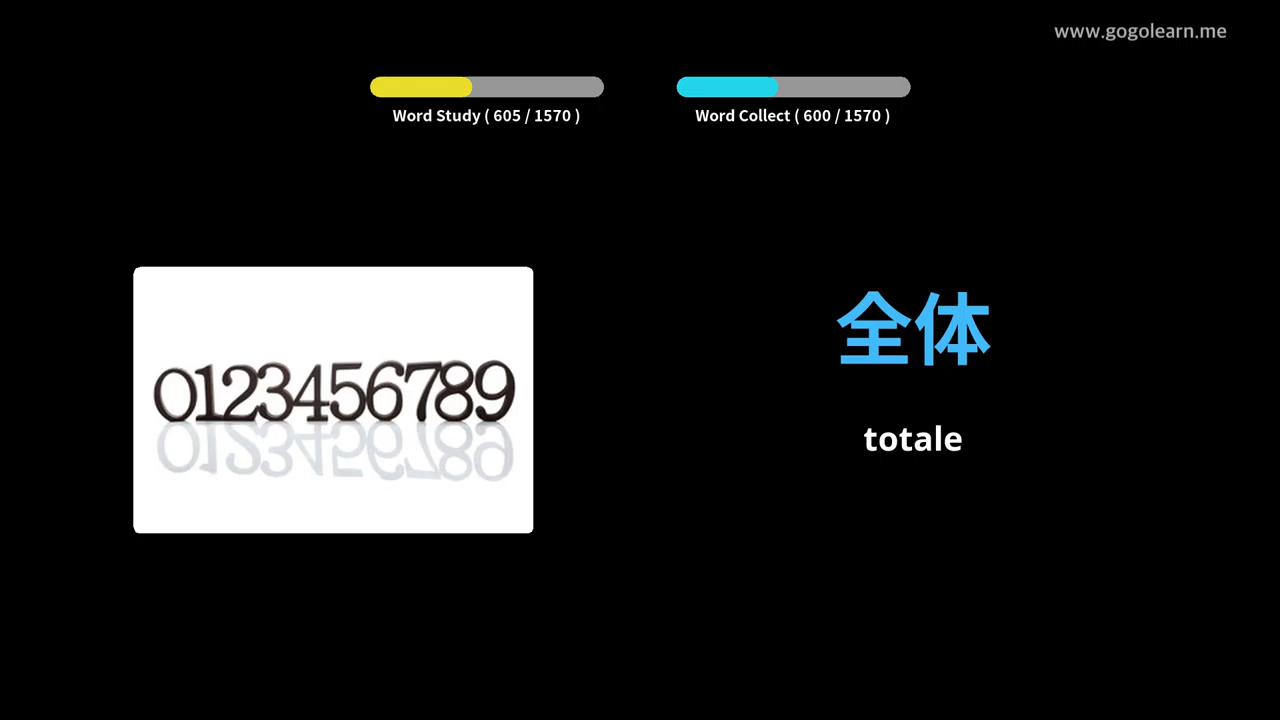 www.gogolearn.me
Word Study ( 605 / 1570 )
Word Collect ( 600 / 1570 )
0123456789
全体
totale